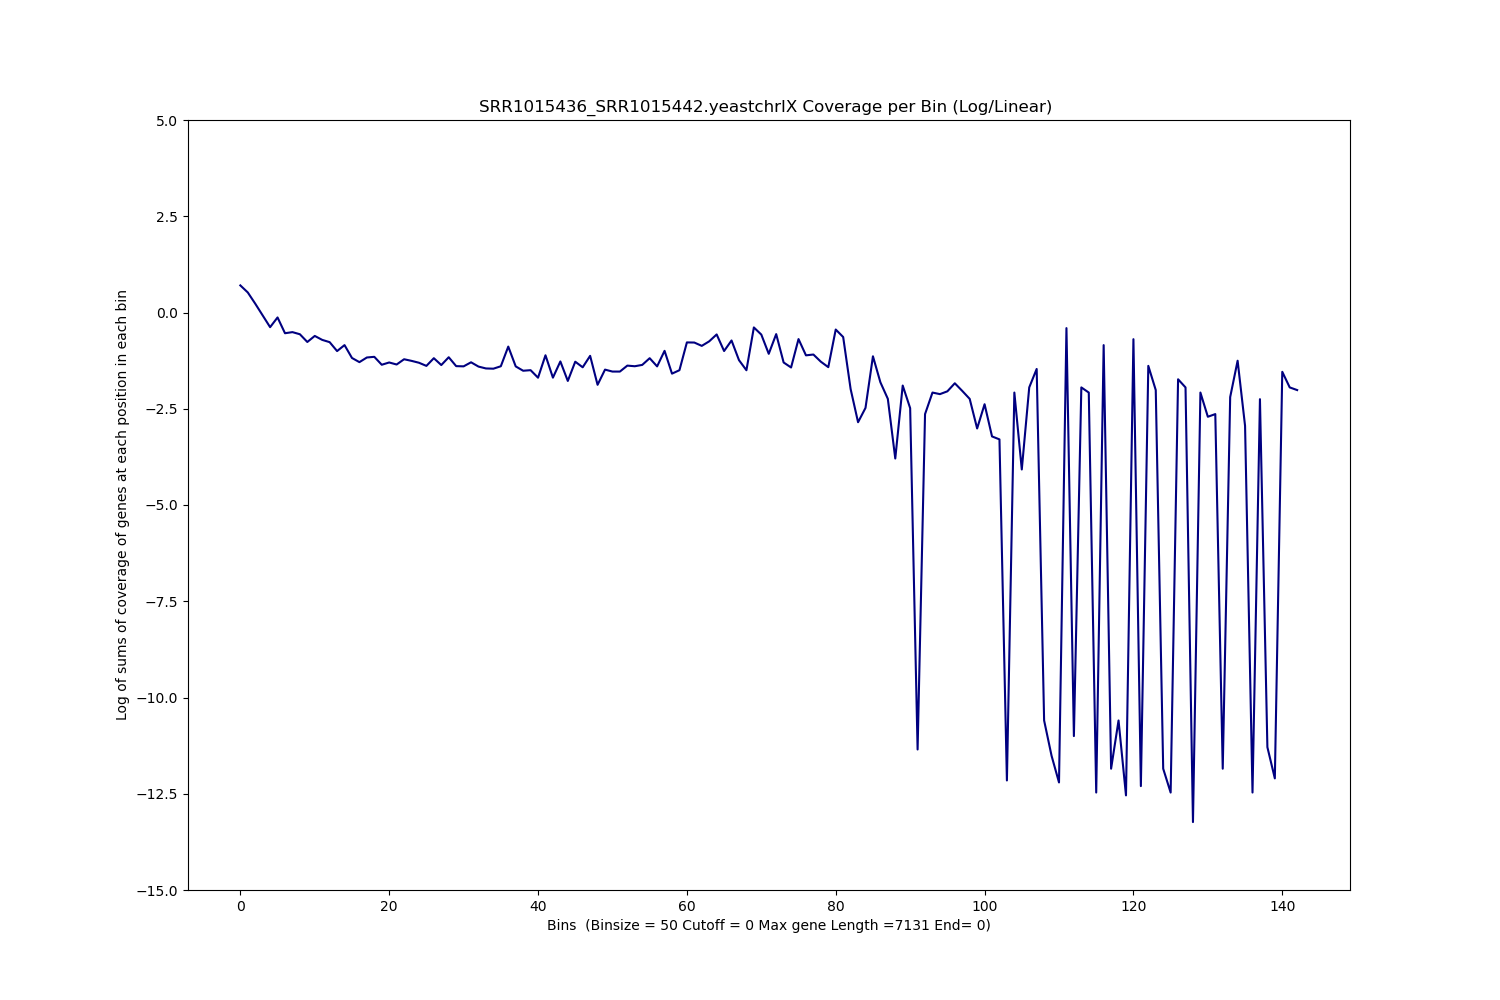 SRR1015436_SRR1015442.yeastchrIX Coverage per Bin (Log/Linear)
5.0
2.5
0.0
−2.5
−5.0
−7.5
−10.0
−12.5
−15.0
Log of sums of coverage of genes at each position in each bin
0 20 40 60 80 100 120 140
Bins  (Binsize = 50 Cutoff = 0 Max gene Length =7131 End= 0)